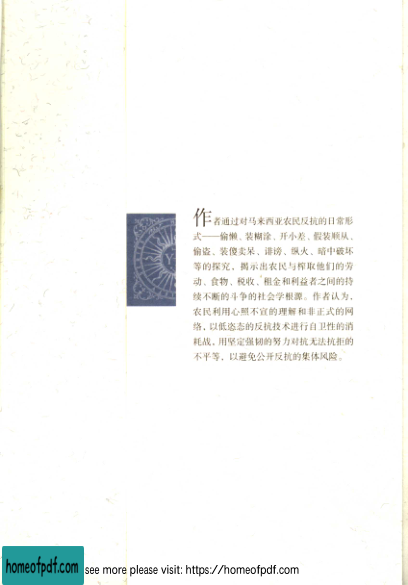 作者通过对马来西亚农民反抗的日常形
式——偷懒、装糊涂、开小差、假装顺从、
偷盗、装傻卖呆、诽谤、纵火、暗中破坏
等的探究，揭示出农民与榨取他们的劳
动、食物、税收、租金和利益者之间的持
续不断的斗争的社会学根源。作者认为，
农民利用心照不宣的理解和非正式的网
络，以低姿态的反抗技术进行自卫性的消
耗战，用坚定强韧的努力对抗无法抗拒的
不平等，以避免公开反抗的集体风险。
homeofpdf.com
see more please visit: https://homeofpdf.com